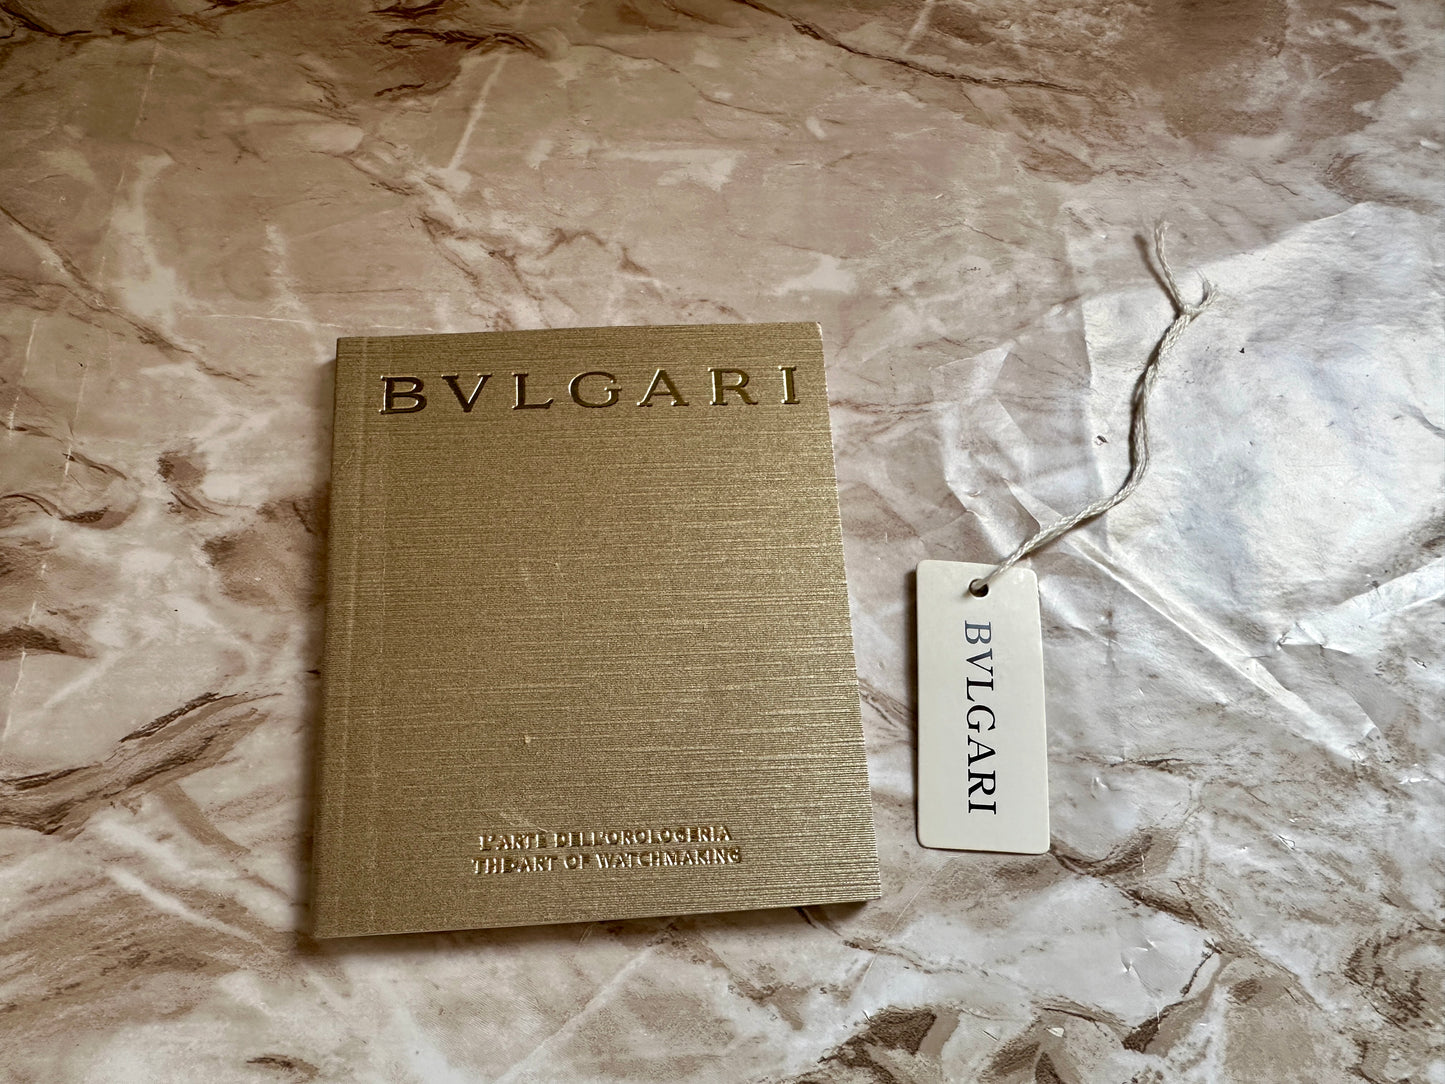 BVLGARI
L'ARTE DELL'OROLOGERIA
THE ART OF WATCHMAKING
BVLGARI